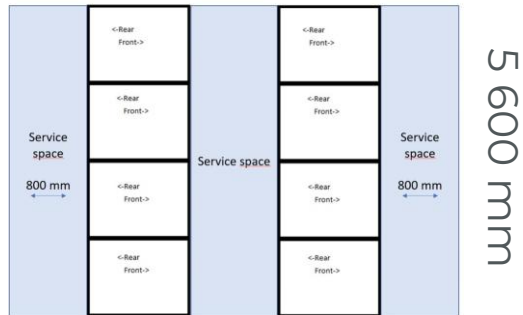 <-Rear
Front->
<-Rear
Front->
<-Rear
Front->
<-Rear
Front->
Service
space
800 mm
Service space
<-Rear
Front->
<-Rear
Front->
<-Rear
Front->
<-Rear
Front->
Service
space
800 mm
5 600 mm